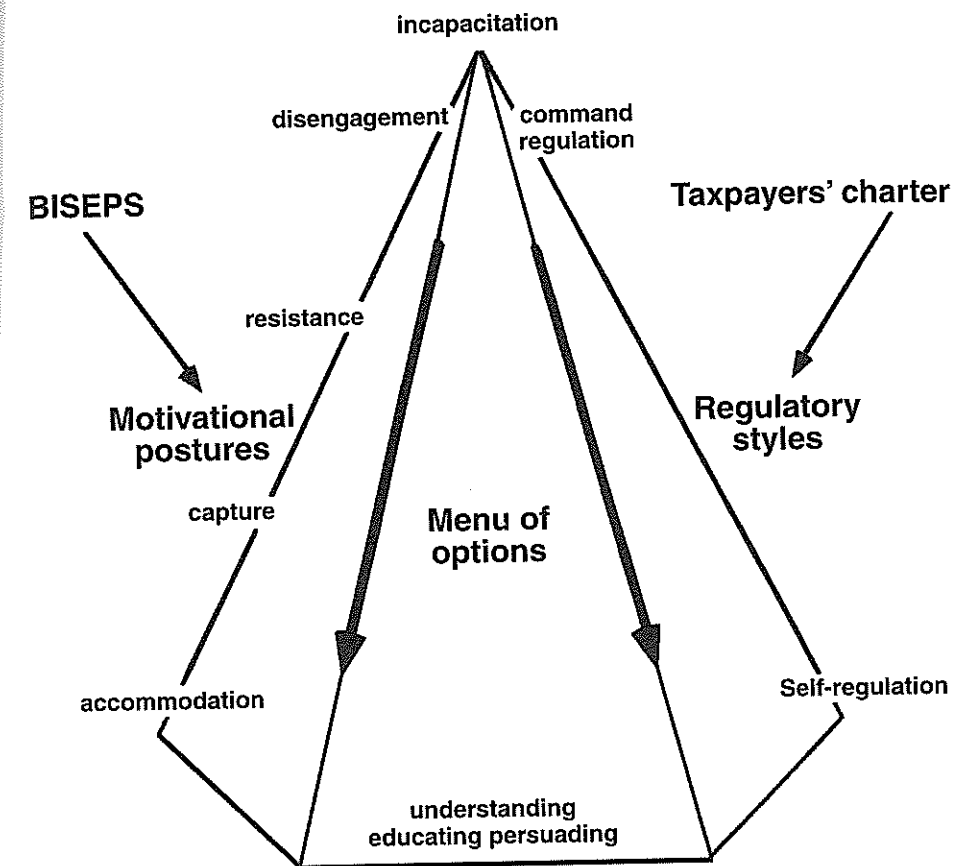 incapacitation
disengagement
command
regulation
BISEPS
Taxpayers' charter
resistance
Motivational
postures
Regulatory
styles
capture
Menu of
options
accommodation
Self-regulation
understanding
educating persuading